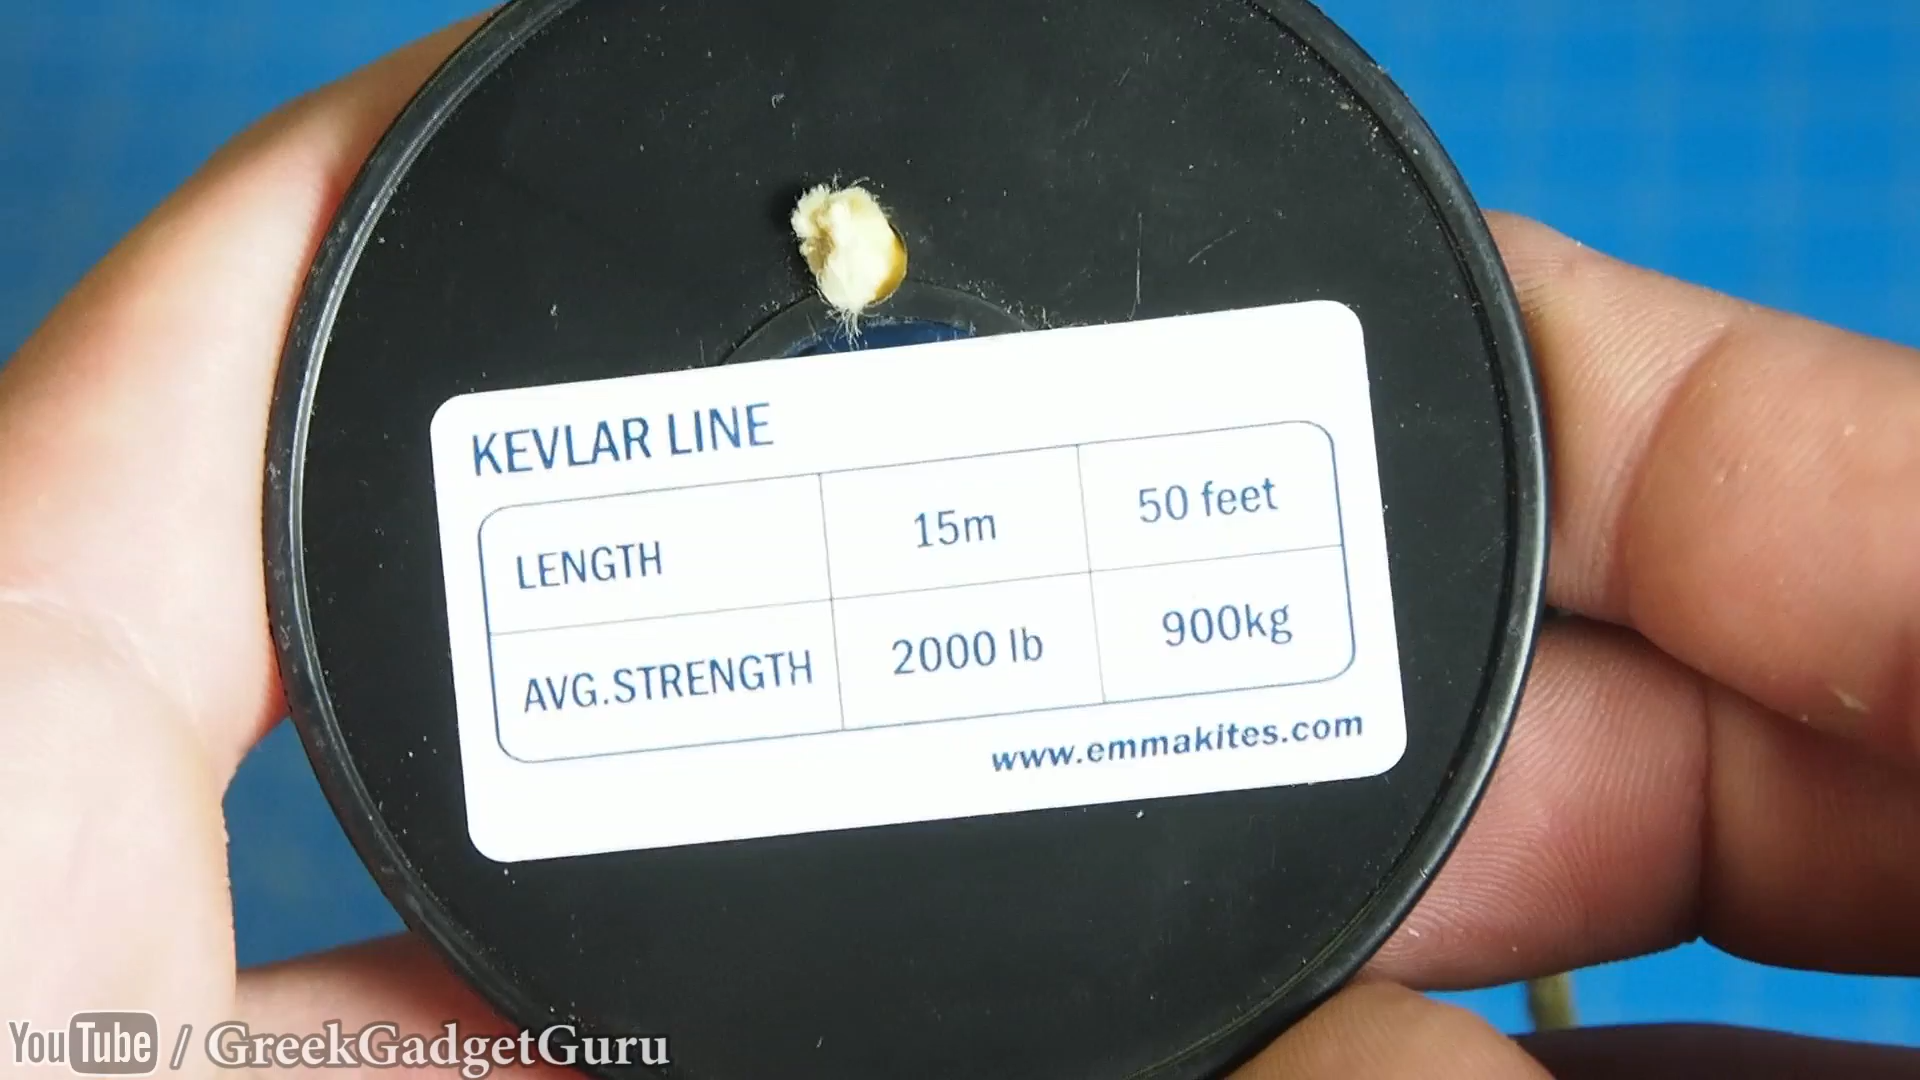 KEVLAR LINE
LENGTH 15m 50 feet
AVG.STRENGTH 2000 lb 900kg
www.emmakites.com
YouTube / GreekGadgetGuru